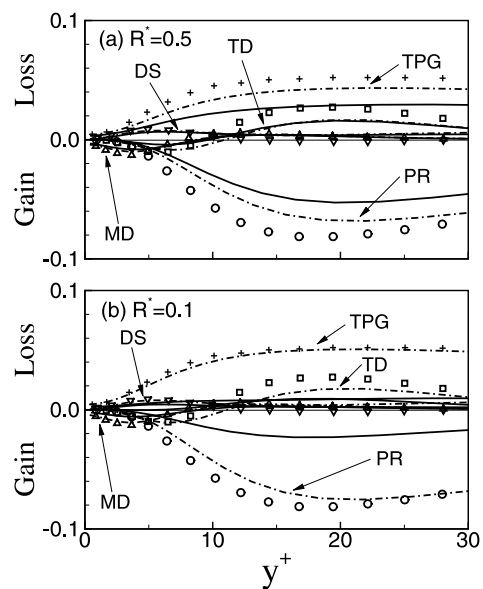 0.1
(a) R*=0.5
TD
TPG
DS
Loss
0.0
Gain
MD
PR
-0.1
0.1
(b) R*=0.1
DS
TPG
TD
Loss
0.0
Gain
MD
PR
-0.1
0 10 20 30
y+